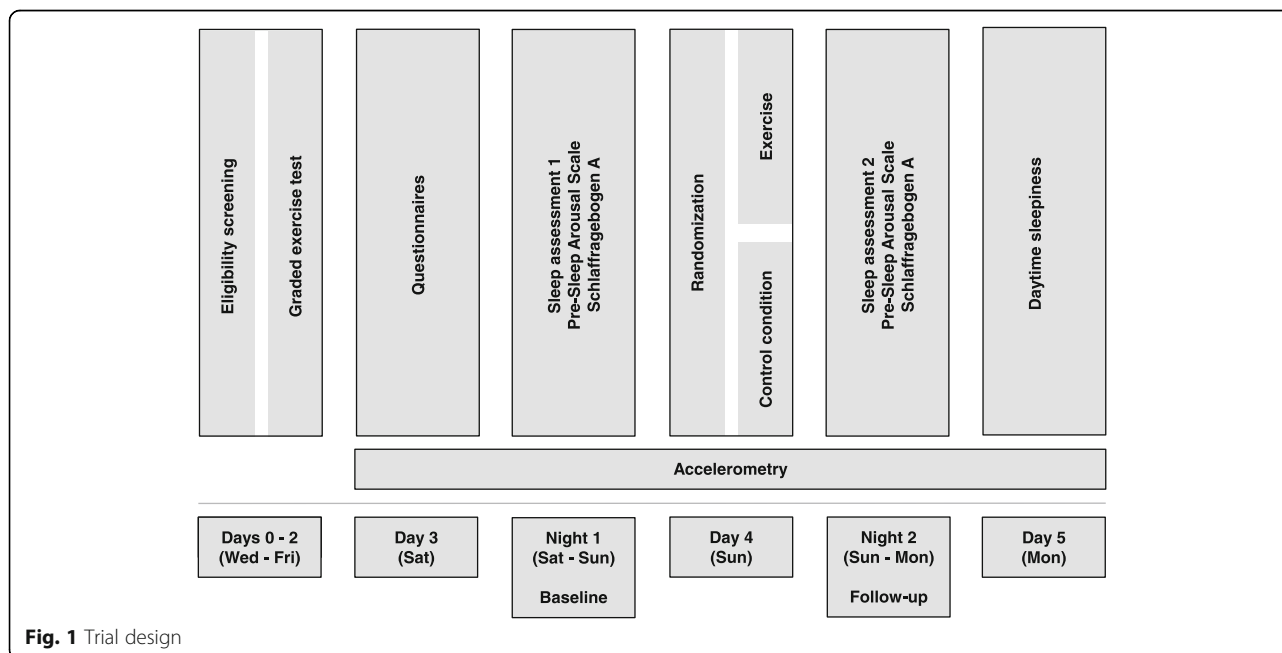 Eligibility screening
Graded exercise test
Questionnaires
Sleep assessment 1
Pre-Sleep Arousal Scale
Schlaffragebogen A
Randomization
Exercise
Control condition
Sleep assessment 2
Pre-Sleep Arousal Scale
Schlaffragebogen A
Daytime sleepiness
Accelerometry
Days 0 - 2
(Wed - Fri)
Day 3
(Sat)
Night 1
(Sat - Sun)
Baseline
Day 4
(Sun)
Night 2
(Sun - Mon)
Follow-up
Day 5
(Mon)
Fig. 1 Trial design